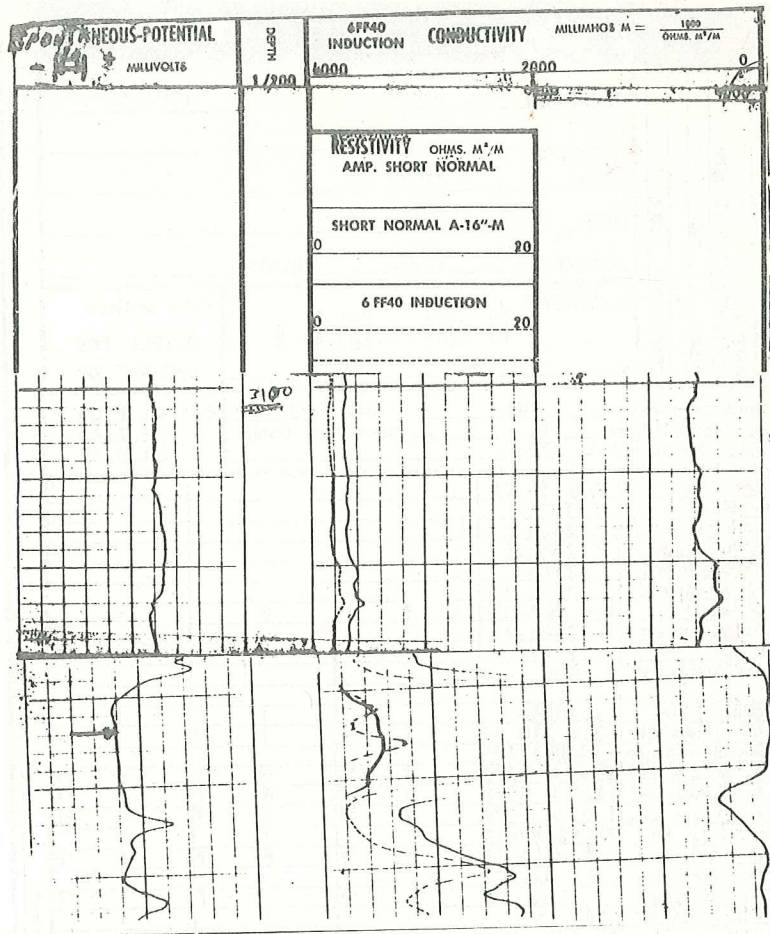 SPONTANEOUS-POTENTIAL
MILLIVOLTS
DEPTH
1/200
6FF40
INDUCTION
CONDUCTIVITY
MILLIMHOS M = 1000 / OHMS. M²/M
4000
2000
0
RESISTIVITY OHMS. M²/M
AMP. SHORT NORMAL
SHORT NORMAL A-16"-M
0 20
6 FF40 INDUCTION
0 20
3100